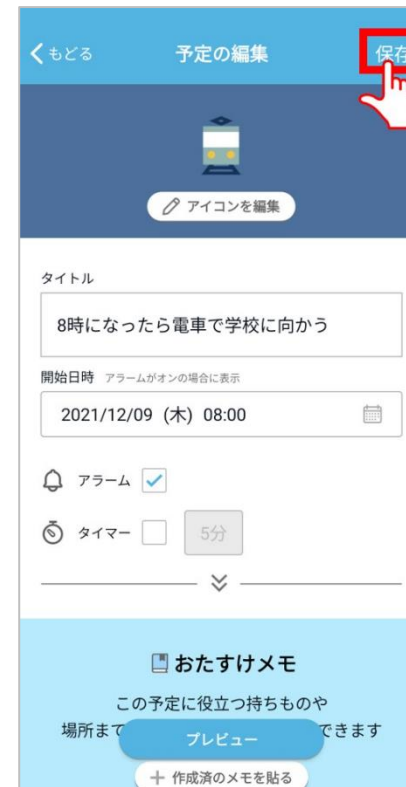 もどる 予定の編集 保存
アイコンを編集
タイトル
8時になったら電車で学校に向かう
開始日時 アラームがオンの場合に表示
2021/12/09 (木) 08:00
アラーム
タイマー 5分
おたすけメモ
この予定に役立つ持ちものや
場所まで できます
プレビュー
+ 作成済のメモを貼る